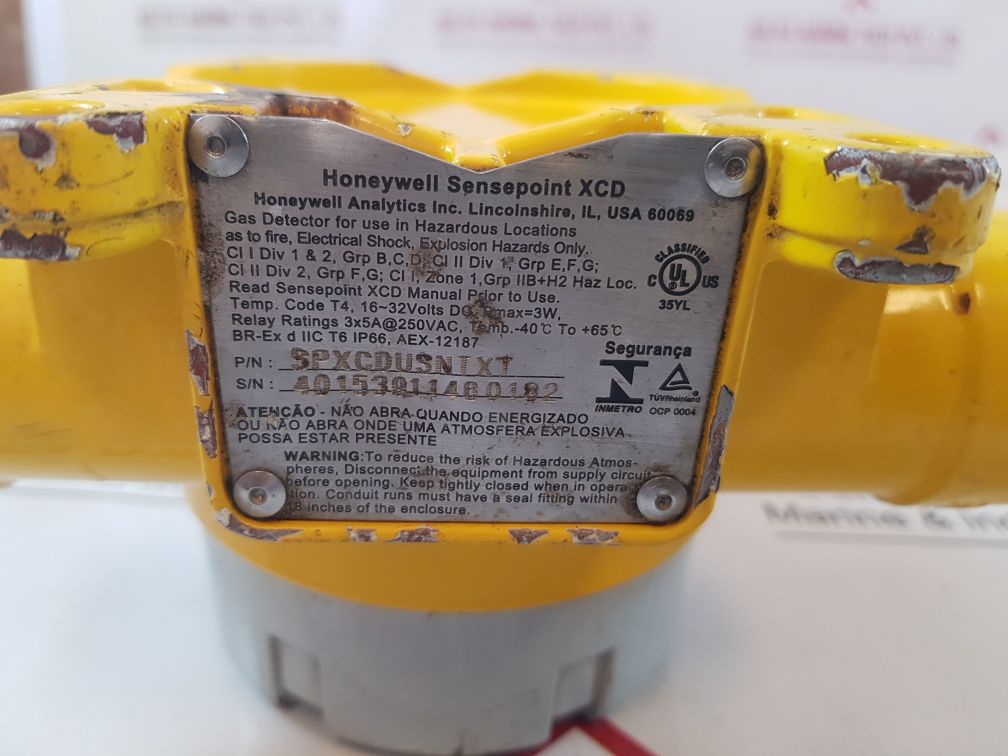 Honeywell Sensepoint XCD
Honeywell Analytics Inc. Lincolnshire, IL, USA 60069
Gas Detector for use in Hazardous Locations
as to fire, Electrical Shock, Explosion Hazards Only.
Cl I Div 1 & 2, Grp B,C,D, Cl II Div 1, Grp E,F,G;
Cl II Div 2, Grp F,G; Cl I, Zone 1,Grp IIB+H2 Haz Loc.
Read Sensepoint XCD Manual Prior to Use.
Temp. Code T4, 16~32Volts DC, Pmax=3W,
Relay Ratings 3x5A@250VAC, Tamb.-40°C To +65°C
BR-Ex d IIC T6 IP66, AEX-12187
CLASSIFIED
C UL US
35YL
P/N : SPXCDUSNTXT
S/N :
Segurança
INMETRO
TÜVRheinland®
OCP 0004
ATENÇÃO - NÃO ABRA QUANDO ENERGIZADO
OU NÃO ABRA ONDE UMA ATMOSFERA EXPLOSIVA
POSSA ESTAR PRESENTE
WARNING:To reduce the risk of Hazardous Atmos-
pheres, Disconnect the equipment from supply circuit
before opening. Keep tightly closed when in opera
tion. Conduit runs must have a seal fitting within
18 inches of the enclosure.
Marine & In